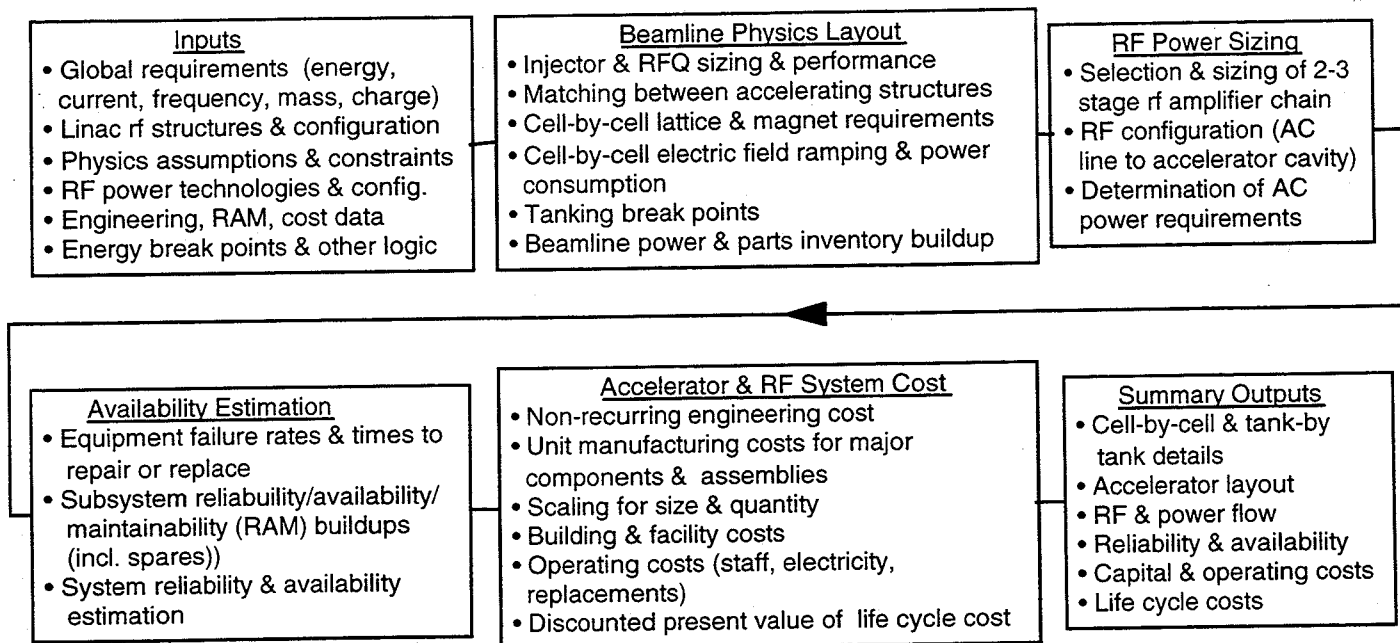 Inputs
• Global requirements (energy,
current, frequency, mass, charge)
• Linac rf structures & configuration
• Physics assumptions & constraints
• RF power technologies & config.
• Engineering, RAM, cost data
• Energy break points & other logic
Beamline Physics Layout
• Injector & RFQ sizing & performance
• Matching between accelerating structures
• Cell-by-cell lattice & magnet requirements
• Cell-by-cell electric field ramping & power
consumption
• Tanking break points
• Beamline power & parts inventory buildup
RF Power Sizing
• Selection & sizing of 2-3
stage rf amplifier chain
• RF configuration (AC
line to accelerator cavity)
• Determination of AC
power requirements
Availability Estimation
• Equipment failure rates & times to
repair or replace
• Subsystem reliabuility/availability/
maintainability (RAM) buildups
(incl. spares))
• System reliability & availability
estimation
Accelerator & RF System Cost
• Non-recurring engineering cost
• Unit manufacturing costs for major
components & assemblies
• Scaling for size & quantity
• Building & facility costs
• Operating costs (staff, electricity,
replacements)
• Discounted present value of life cycle cost
Summary Outputs
• Cell-by-cell & tank-by
tank details
• Accelerator layout
• RF & power flow
• Reliability & availability
• Capital & operating costs
• Life cycle costs